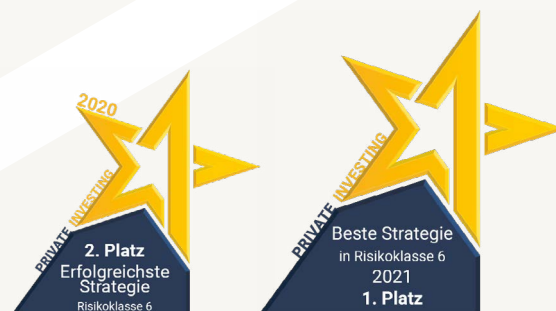 2020
PRIVATE INVESTING
2. Platz
Erfolgreichste
Strategie
Risikoklasse 6
PRIVATE INVESTING
Beste Strategie
in Risikoklasse 6
2021
1. Platz